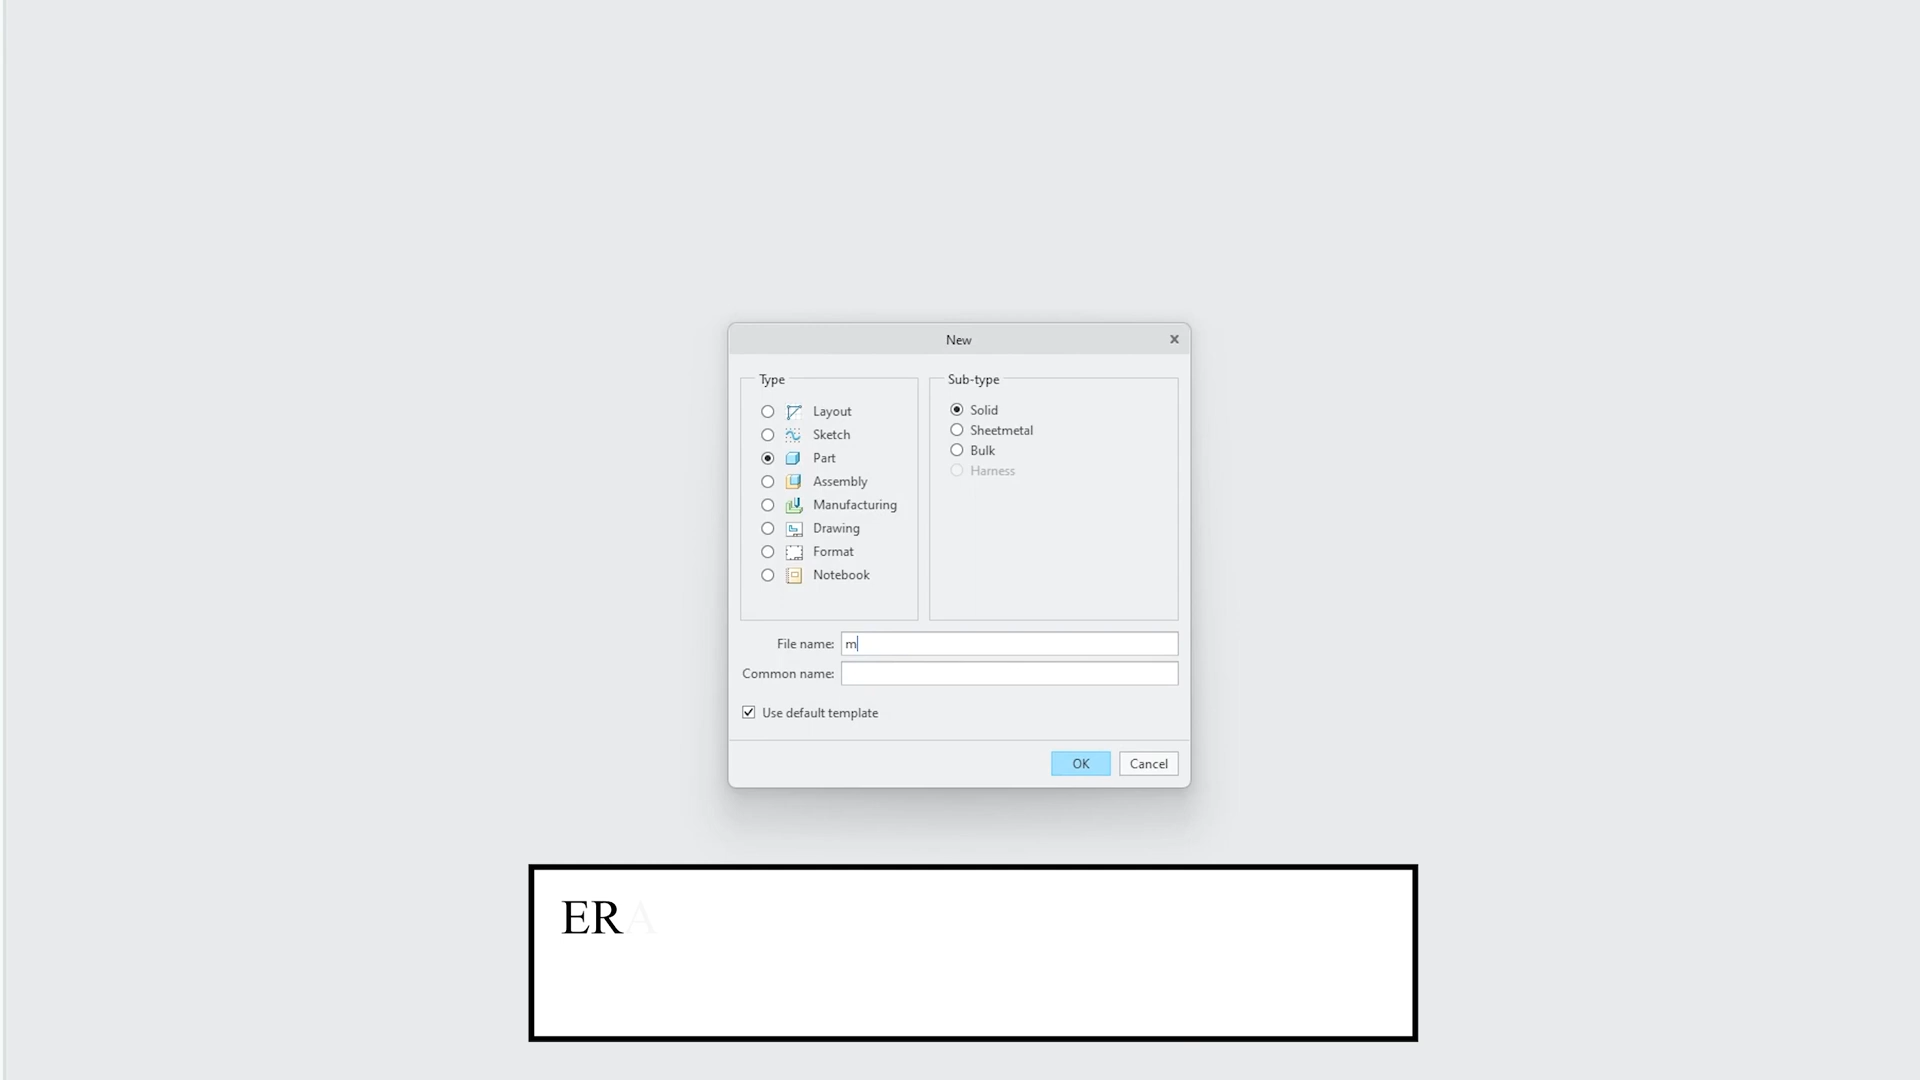 New
Type
Sub-type
Layout
Sketch
Part
Assembly
Manufacturing
Drawing
Format
Notebook
Solid
Sheetmetal
Bulk
Harness
File name: m
Common name:
Use default template
OK
Cancel
ERA